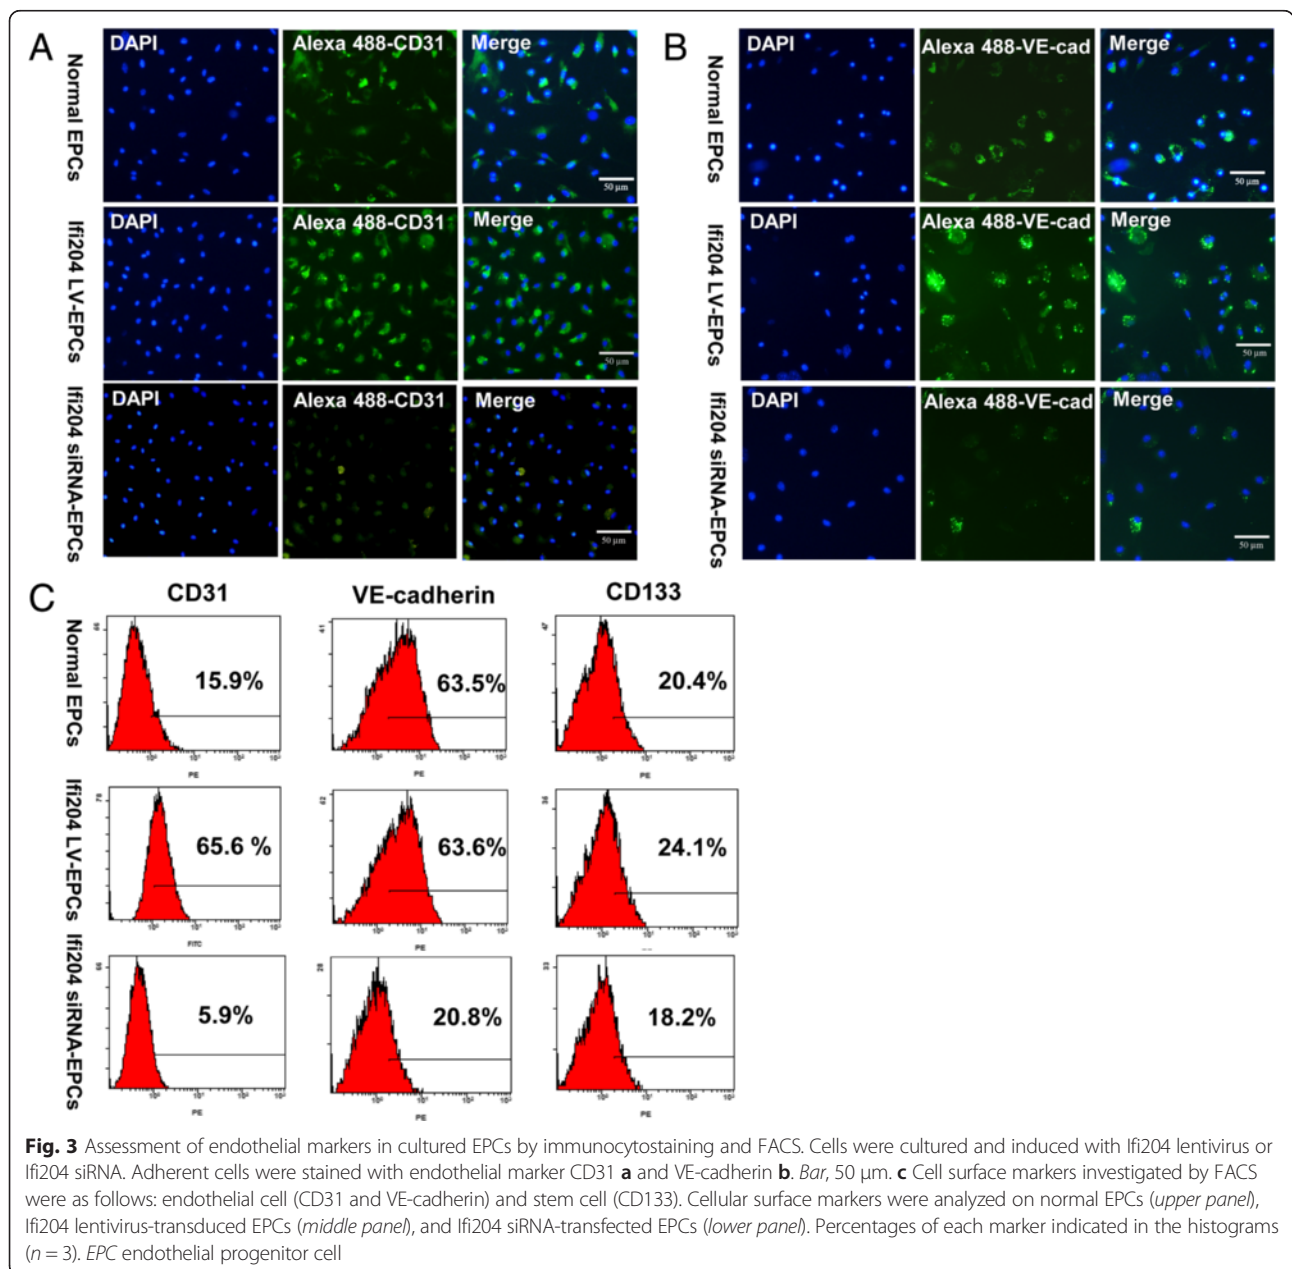 A
B
Normal EPCs
DAPI
Alexa 488-CD31
Merge
50 µm
Ifi204 LV-EPCs
DAPI
Alexa 488-CD31
Merge
50 µm
Ifi204 siRNA-EPCs
DAPI
Alexa 488-CD31
Merge
50 µm
Normal EPCs
DAPI
Alexa 488-VE-cad
Merge
50 µm
Ifi204 LV-EPCs
DAPI
Alexa 488-VE-cad
Merge
50 µm
Ifi204 siRNA-EPCs
DAPI
Alexa 488-VE-cad
Merge
50 µm
C
CD31
VE-cadherin
CD133
Normal EPCs
15.9%
63.5%
20.4%
PE
PE
PE
Ifi204 LV-EPCs
65.6 %
63.6%
24.1%
FITC
PE
Ifi204 siRNA-EPCs
5.9%
20.8%
18.2%
PE
PE
PE
Fig. 3 Assessment of endothelial markers in cultured EPCs by immunocytostaining and FACS. Cells were cultured and induced with Ifi204 lentivirus or
Ifi204 siRNA. Adherent cells were stained with endothelial marker CD31 a and VE-cadherin b. Bar, 50 μm. c Cell surface markers investigated by FACS
were as follows: endothelial cell (CD31 and VE-cadherin) and stem cell (CD133). Cellular surface markers were analyzed on normal EPCs (upper panel),
Ifi204 lentivirus-transduced EPCs (middle panel), and Ifi204 siRNA-transfected EPCs (lower panel). Percentages of each marker indicated in the histograms
(n = 3). EPC endothelial progenitor cell